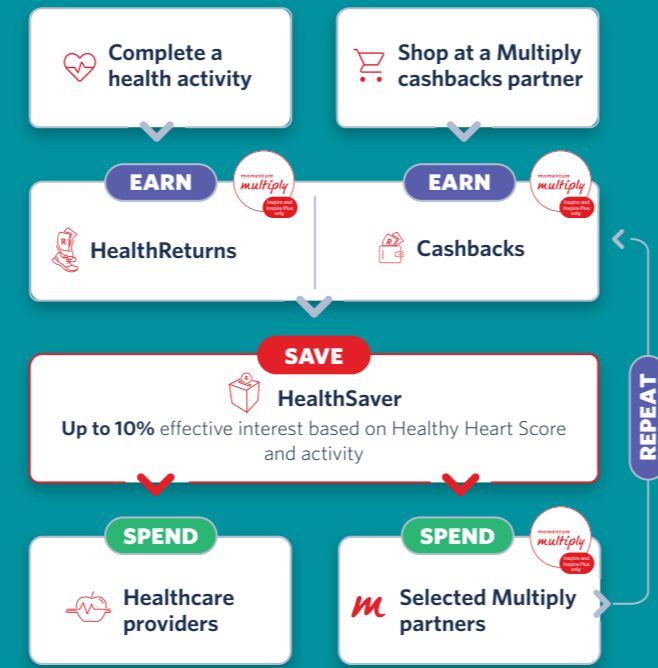 Complete a
health activity
Shop at a Multiply
cashbacks partner
EARN
momentum
multiply
Inspire and
Inspire Plus
only
HealthReturns
R
EARN
momentum
multiply
Inspire and
Inspire Plus
only
Cashbacks
R
SAVE
R
HealthSaver
Up to 10% effective interest based on Healthy Heart Score
and activity
REPEAT
SPEND
Healthcare
providers
SPEND
momentum
multiply
Inspire and
Inspire Plus
only
m
Selected Multiply
partners